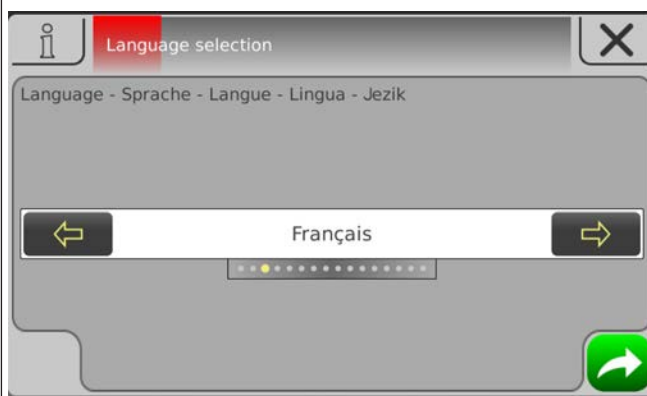 Language selection
Language - Sprache - Langue - Lingua - Jezik
Français